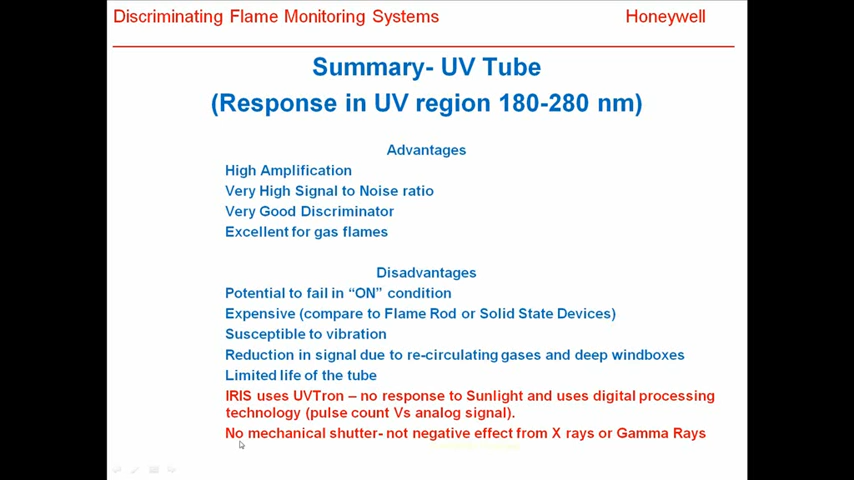 Discriminating Flame Monitoring Systems Honeywell
Summary- UV Tube
(Response in UV region 180-280 nm)
Advantages
High Amplification
Very High Signal to Noise ratio
Very Good Discriminator
Excellent for gas flames
Disadvantages
Potential to fail in “ON” condition
Expensive (compare to Flame Rod or Solid State Devices)
Susceptible to vibration
Reduction in signal due to re-circulating gases and deep windboxes
Limited life of the tube
IRIS uses UVTron – no response to Sunlight and uses digital processing
technology (pulse count Vs analog signal).
No mechanical shutter- not negative effect from X rays or Gamma Rays